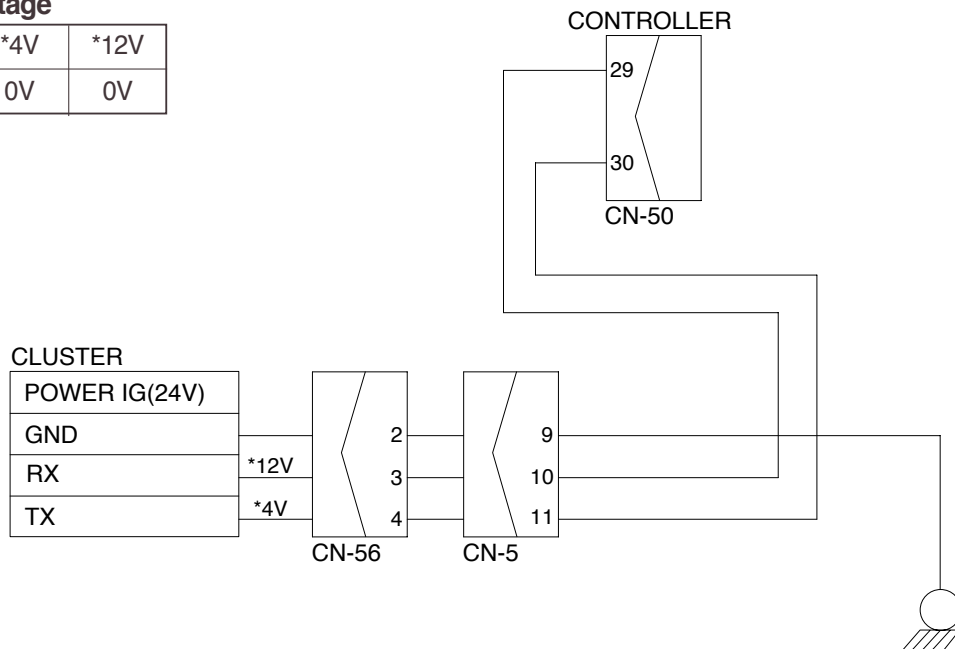 *4V *12V
0V 0V
CONTROLLER
29
30
CN-50
CLUSTER
POWER IG(24V)
GND
RX
TX
*12V
*4V
2
3
4
CN-56
9
10
11
CN-5